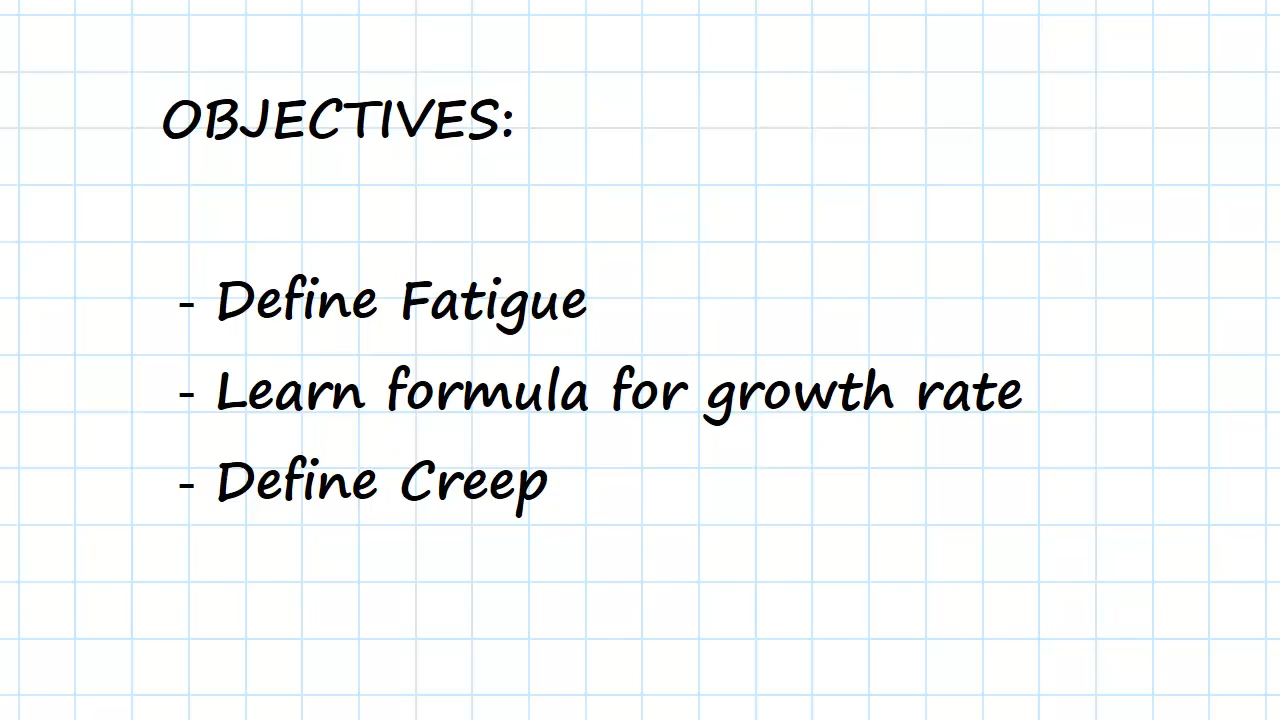 OBJECTIVES:
- Define Fatigue
- Learn formula for growth rate
- Define Creep